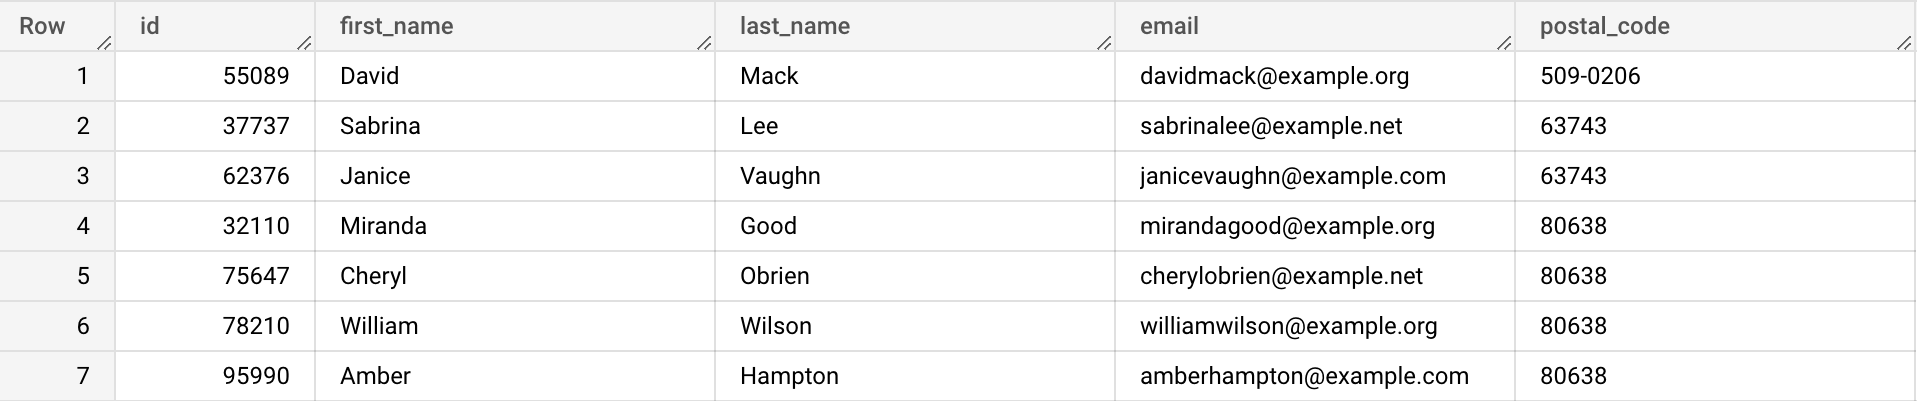 Row id first_name last_name email postal_code
1 55089 David Mack davidmack@example.org 509-0206
2 37737 Sabrina Lee sabrinalee@example.net 63743
3 62376 Janice Vaughn janicevaughn@example.com 63743
4 32110 Miranda Good mirandagood@example.org 80638
5 75647 Cheryl Obrien cherylobrien@example.net 80638
6 78210 William Wilson williamwilson@example.org 80638
7 95990 Amber Hampton amberhampton@example.com 80638